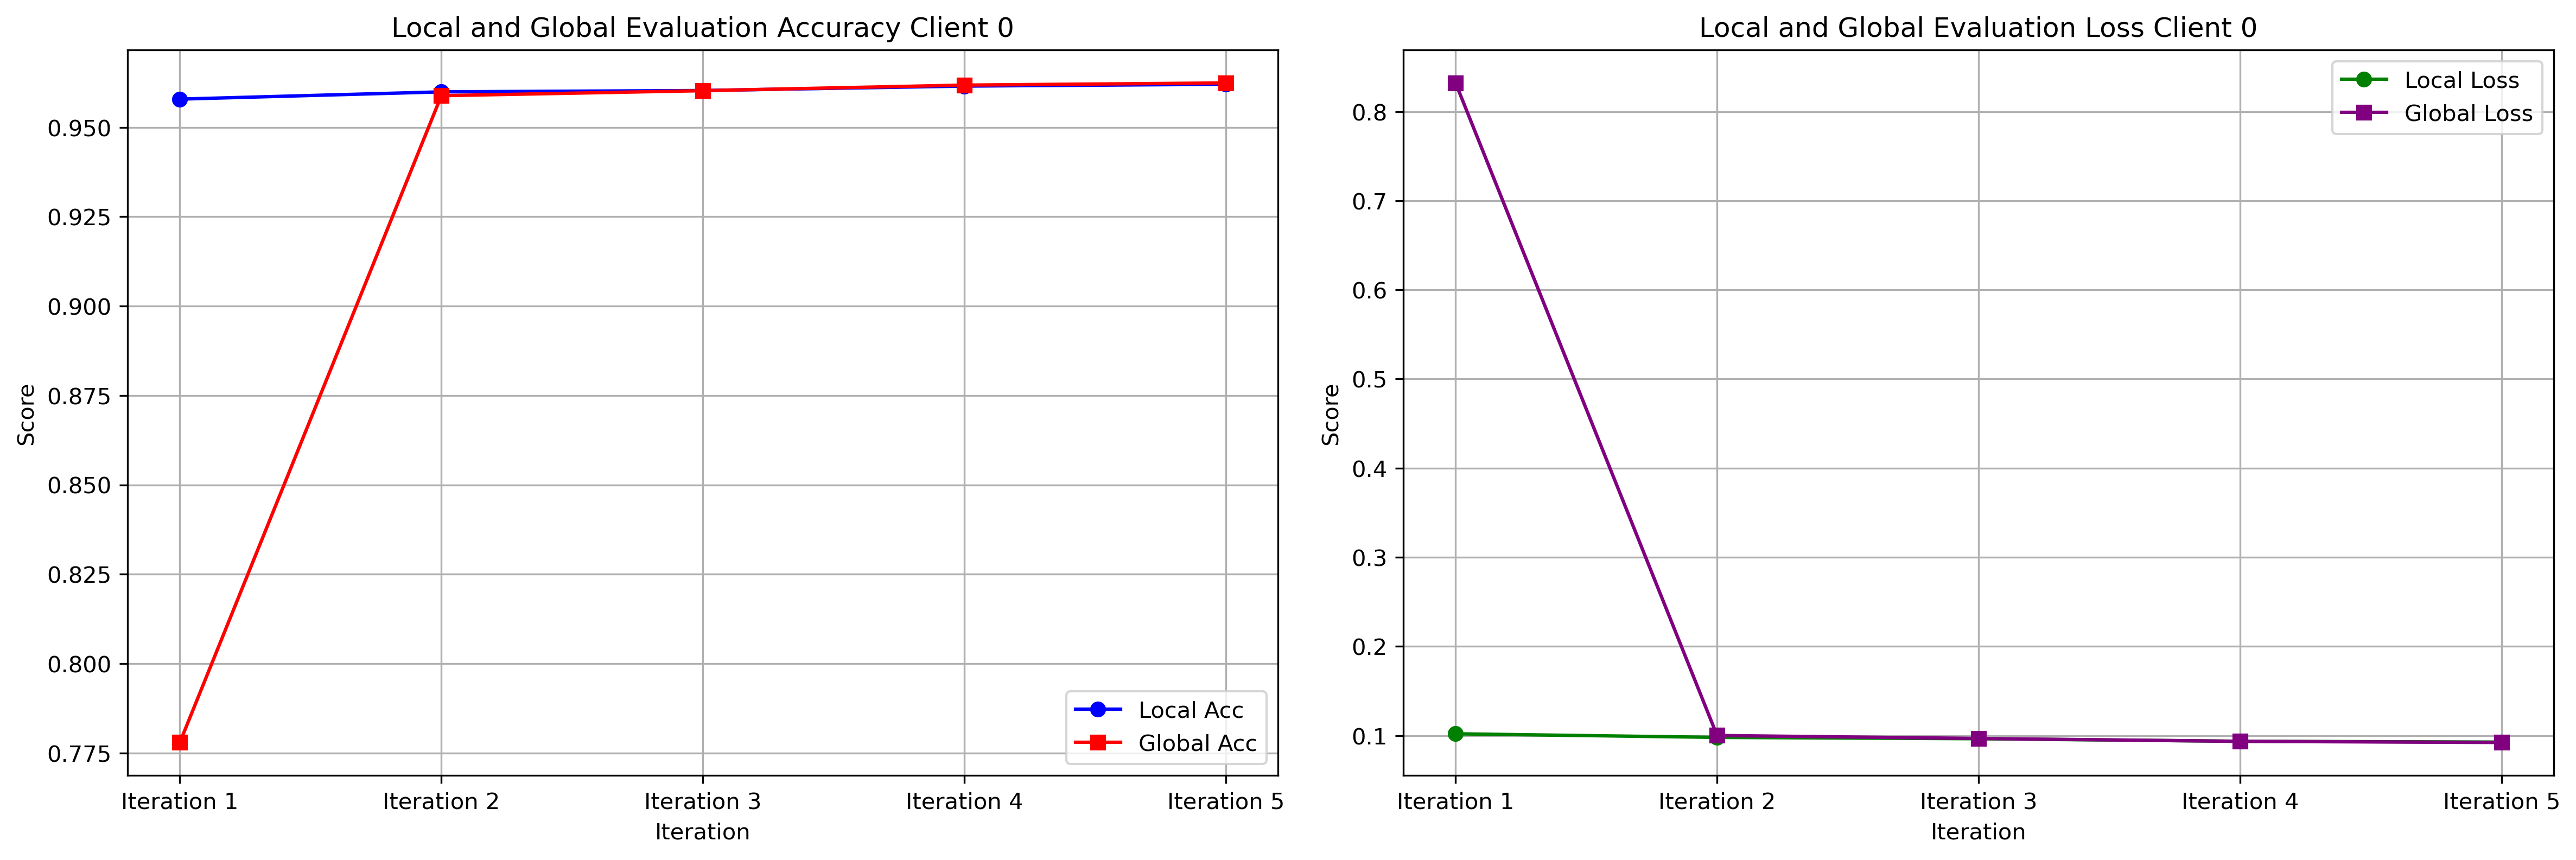 Local and Global Evaluation Accuracy Client 0
Score
0.950
0.925
0.900
0.875
0.850
0.825
0.800
0.775
Local Acc
Global Acc
Iteration 1
Iteration 2
Iteration 3
Iteration 4
Iteration 5
Iteration
Local and Global Evaluation Loss Client 0
Score
0.8
0.7
0.6
0.5
0.4
0.3
0.2
0.1
Local Loss
Global Loss
Iteration 1
Iteration 2
Iteration 3
Iteration 4
Iteration 5
Iteration